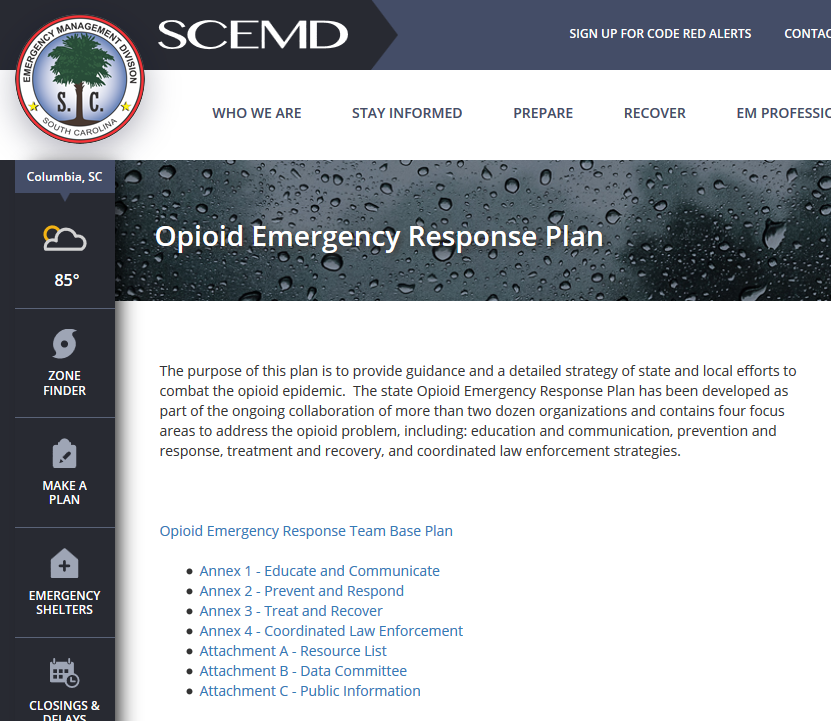 SCEMD
SIGN UP FOR CODE RED ALERTS
CONTAC
EMERGENCY MANAGEMENT DIVISION
S. C.
SOUTH CAROLINA
WHO WE ARE
STAY INFORMED
PREPARE
RECOVER
EM PROFESSIO
Columbia, SC
85°
ZONE
FINDER
MAKE A
PLAN
EMERGENCY
SHELTERS
CLOSINGS &
DELAYS
Opioid Emergency Response Plan
The purpose of this plan is to provide guidance and a detailed strategy of state and local efforts to
combat the opioid epidemic.  The state Opioid Emergency Response Plan has been developed as
part of the ongoing collaboration of more than two dozen organizations and contains four focus
areas to address the opioid problem, including: education and communication, prevention and
response, treatment and recovery, and coordinated law enforcement strategies.
Opioid Emergency Response Team Base Plan
Annex 1 - Educate and Communicate
Annex 2 - Prevent and Respond
Annex 3 - Treat and Recover
Annex 4 - Coordinated Law Enforcement
Attachment A - Resource List
Attachment B - Data Committee
Attachment C - Public Information